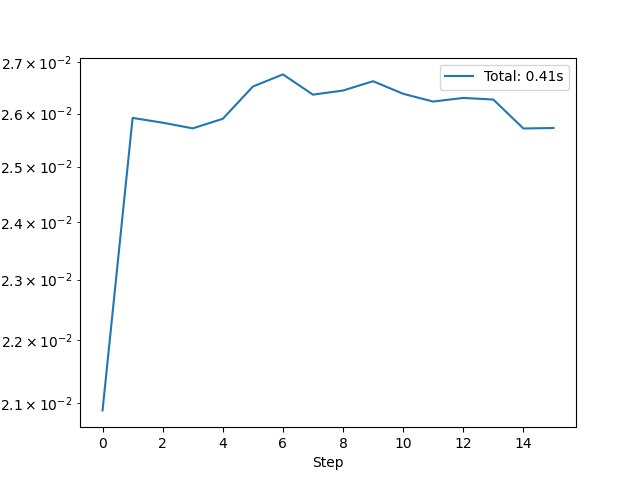 2.7 × 10⁻²
2.6 × 10⁻²
2.5 × 10⁻²
2.4 × 10⁻²
2.3 × 10⁻²
2.2 × 10⁻²
2.1 × 10⁻²
Total: 0.41s
0 2 4 6 8 10 12 14
Step